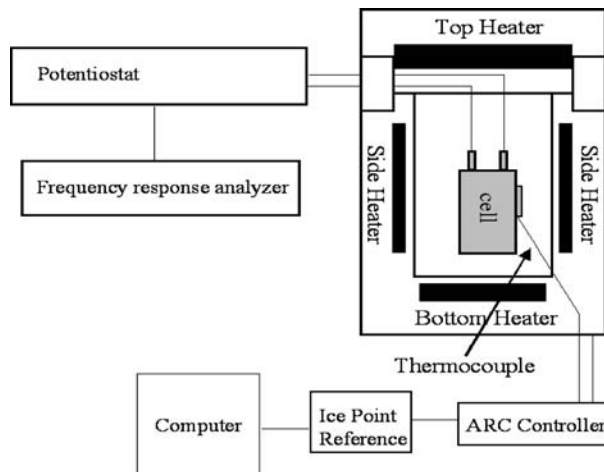 Top Heater
Potentiostat
Frequency response analyzer
Side Heater
cell
Side Heater
Bottom Heater
Thermocouple
Computer
Ice Point
Reference
ARC Controller